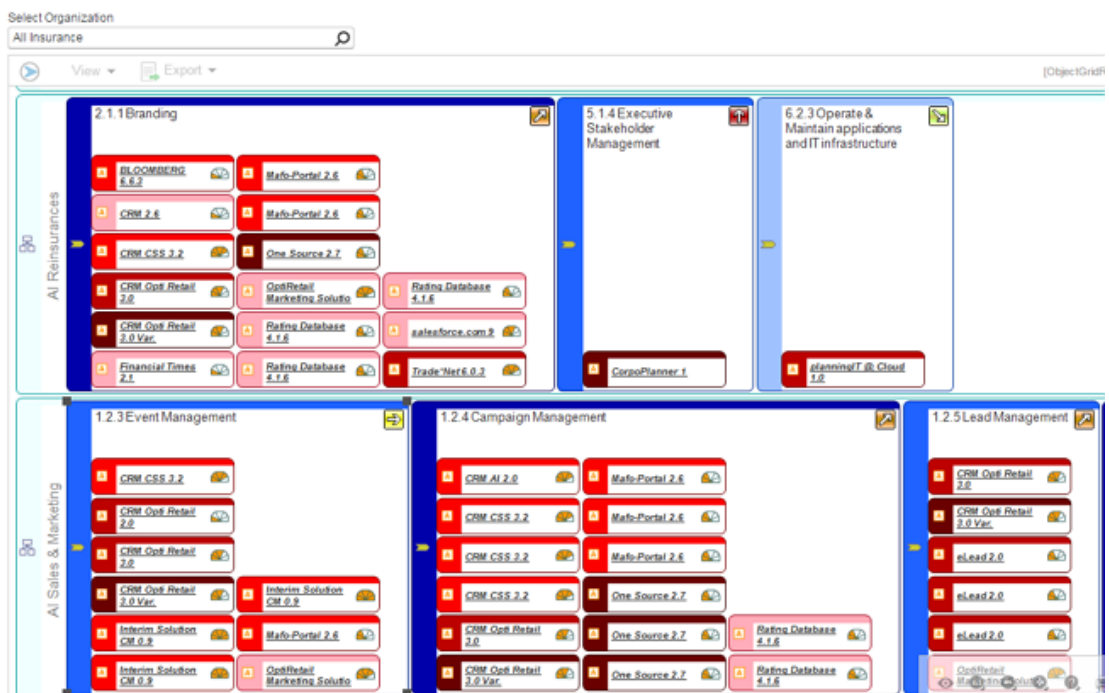 Select Organization
All Insurance
View
Export
[ObjectGridR
AI Reinsurances
2.1.1 Branding
BLOOMBERG
6.6.2
Mafo-Portal 2.6
CRM 2.6
Mafo-Portal 2.6
CRM CSS 3.2
One Source 2.7
CRM Opti Retail
3.0
OptiRetail
Marketing Solutio
Rating Database
4.1.6
CRM Opti Retail
3.0 Var.
Rating Database
4.1.6
salesforce.com 9
Financial Times
2.1
Rating Database
4.1.6
Trade*Net 6.0.3
5.1.4 Executive
Stakeholder
Management
CorpoPlanner 1
6.2.3 Operate &
Maintain applications
and IT infrastructure
planningIT @ Cloud
1.0
AI Sales & Marketing
1.2.3 Event Management
CRM CSS 3.2
CRM Opti Retail
2.0
CRM Opti Retail
3.0
CRM Opti Retail
3.0 Var.
Interim Solution
CM 0.9
Interim Solution
CM 0.9
Mafo-Portal 2.6
Interim Solution
CM 0.9
OptiRetail
Marketing Solutio
1.2.4 Campaign Management
CRM AI 2.0
Mafo-Portal 2.6
CRM CSS 3.2
Mafo-Portal 2.6
CRM CSS 3.2
Mafo-Portal 2.6
CRM CSS 3.2
One Source 2.7
CRM Opti Retail
3.0
One Source 2.7
Rating Database
4.1.6
CRM Opti Retail
3.0 Var.
One Source 2.7
Rating Database
4.1.6
1.2.5 Lead Management
CRM Opti Retail
3.0
CRM Opti Retail
3.0 Var.
eLead 2.0
eLead 2.0
eLead 2.0
OptiRetail